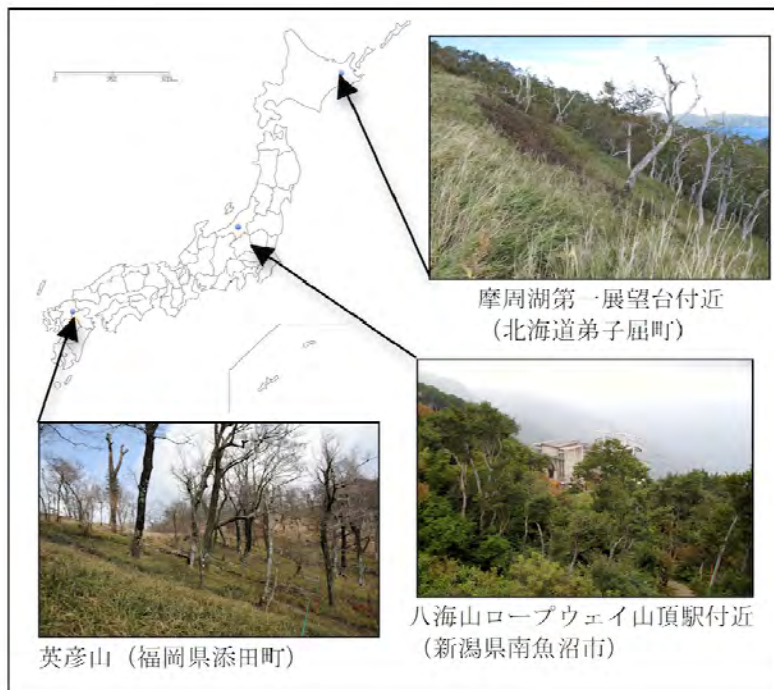 摩周湖第一展望台付近
（北海道弟子屈町）
八海山ロープウェイ山頂駅付近
（新潟県南魚沼市）
英彦山（福岡県添田町）